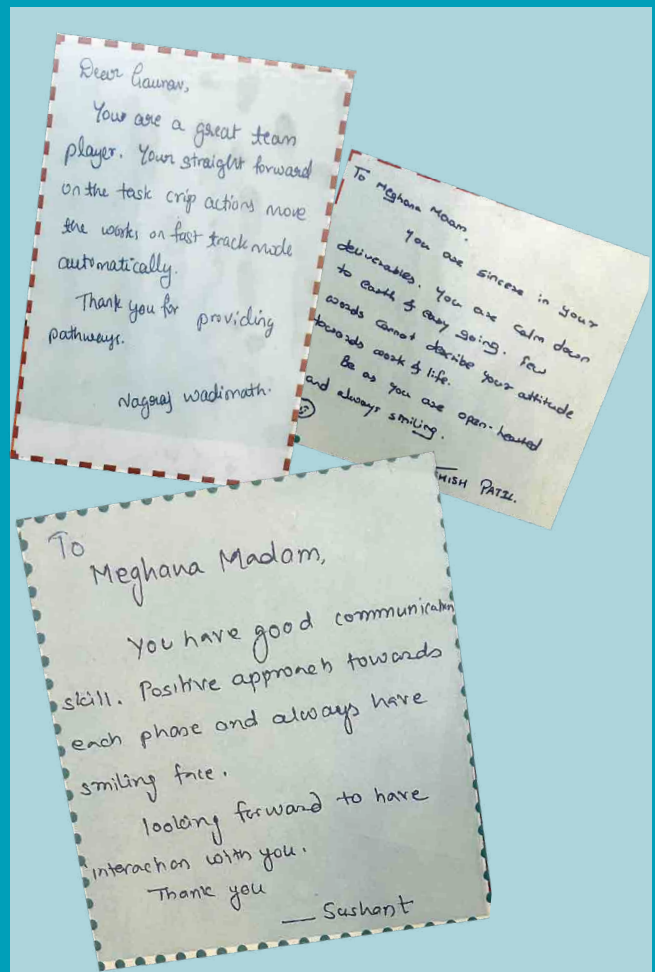 Dear Gaurav,
You are a great team
player. Your straight forward
on the task crip actions move
the works on fast track mode
automatically.
Thank you for providing
pathways.
Nagraj Wadimath.
To Meghana Madam.
You are sincere in your
deliverables. You are calm down
to earth & easy going. Few
words cannot describe your attitude
towards work & life.
Be as you are open-hearted
and always smiling.
HISH PATIL.
To
Meghana Madam,
You have good communication
skill. Positive approach towards
each phase and always have
smiling face.
looking forward to have
interaction with you.
Thank you
— Sushant